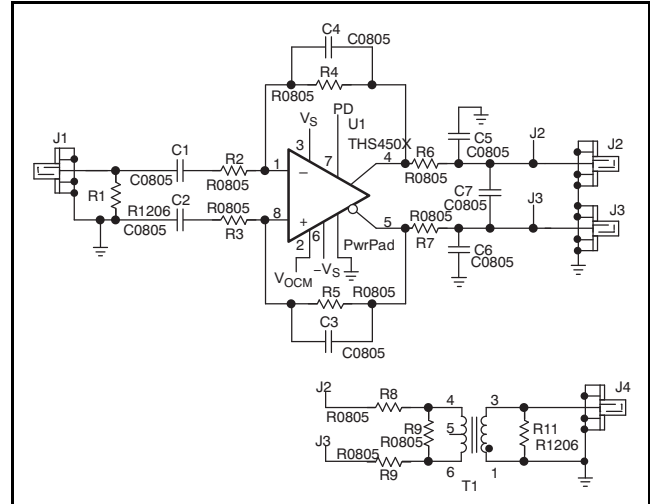 C4
C0805
R4
R0805
PD
U1
VS
THS450X
J1
C1
R2
3
7
4
R6
C5
C0805
J2
J2
C0805
R0805
1
−
R0805
C7
C0805
R1
R1206
C2
R0805
8
+
J3
J3
C0805
R3
2
6
5
R0805
R7
PwrPad
C6
C0805
VOCM
−VS
R5
R0805
C3
C0805
J2
R8
4
3
J4
R0805
R9
R0805
5
R11
R1206
J3
R0805
R9
6
1
T1